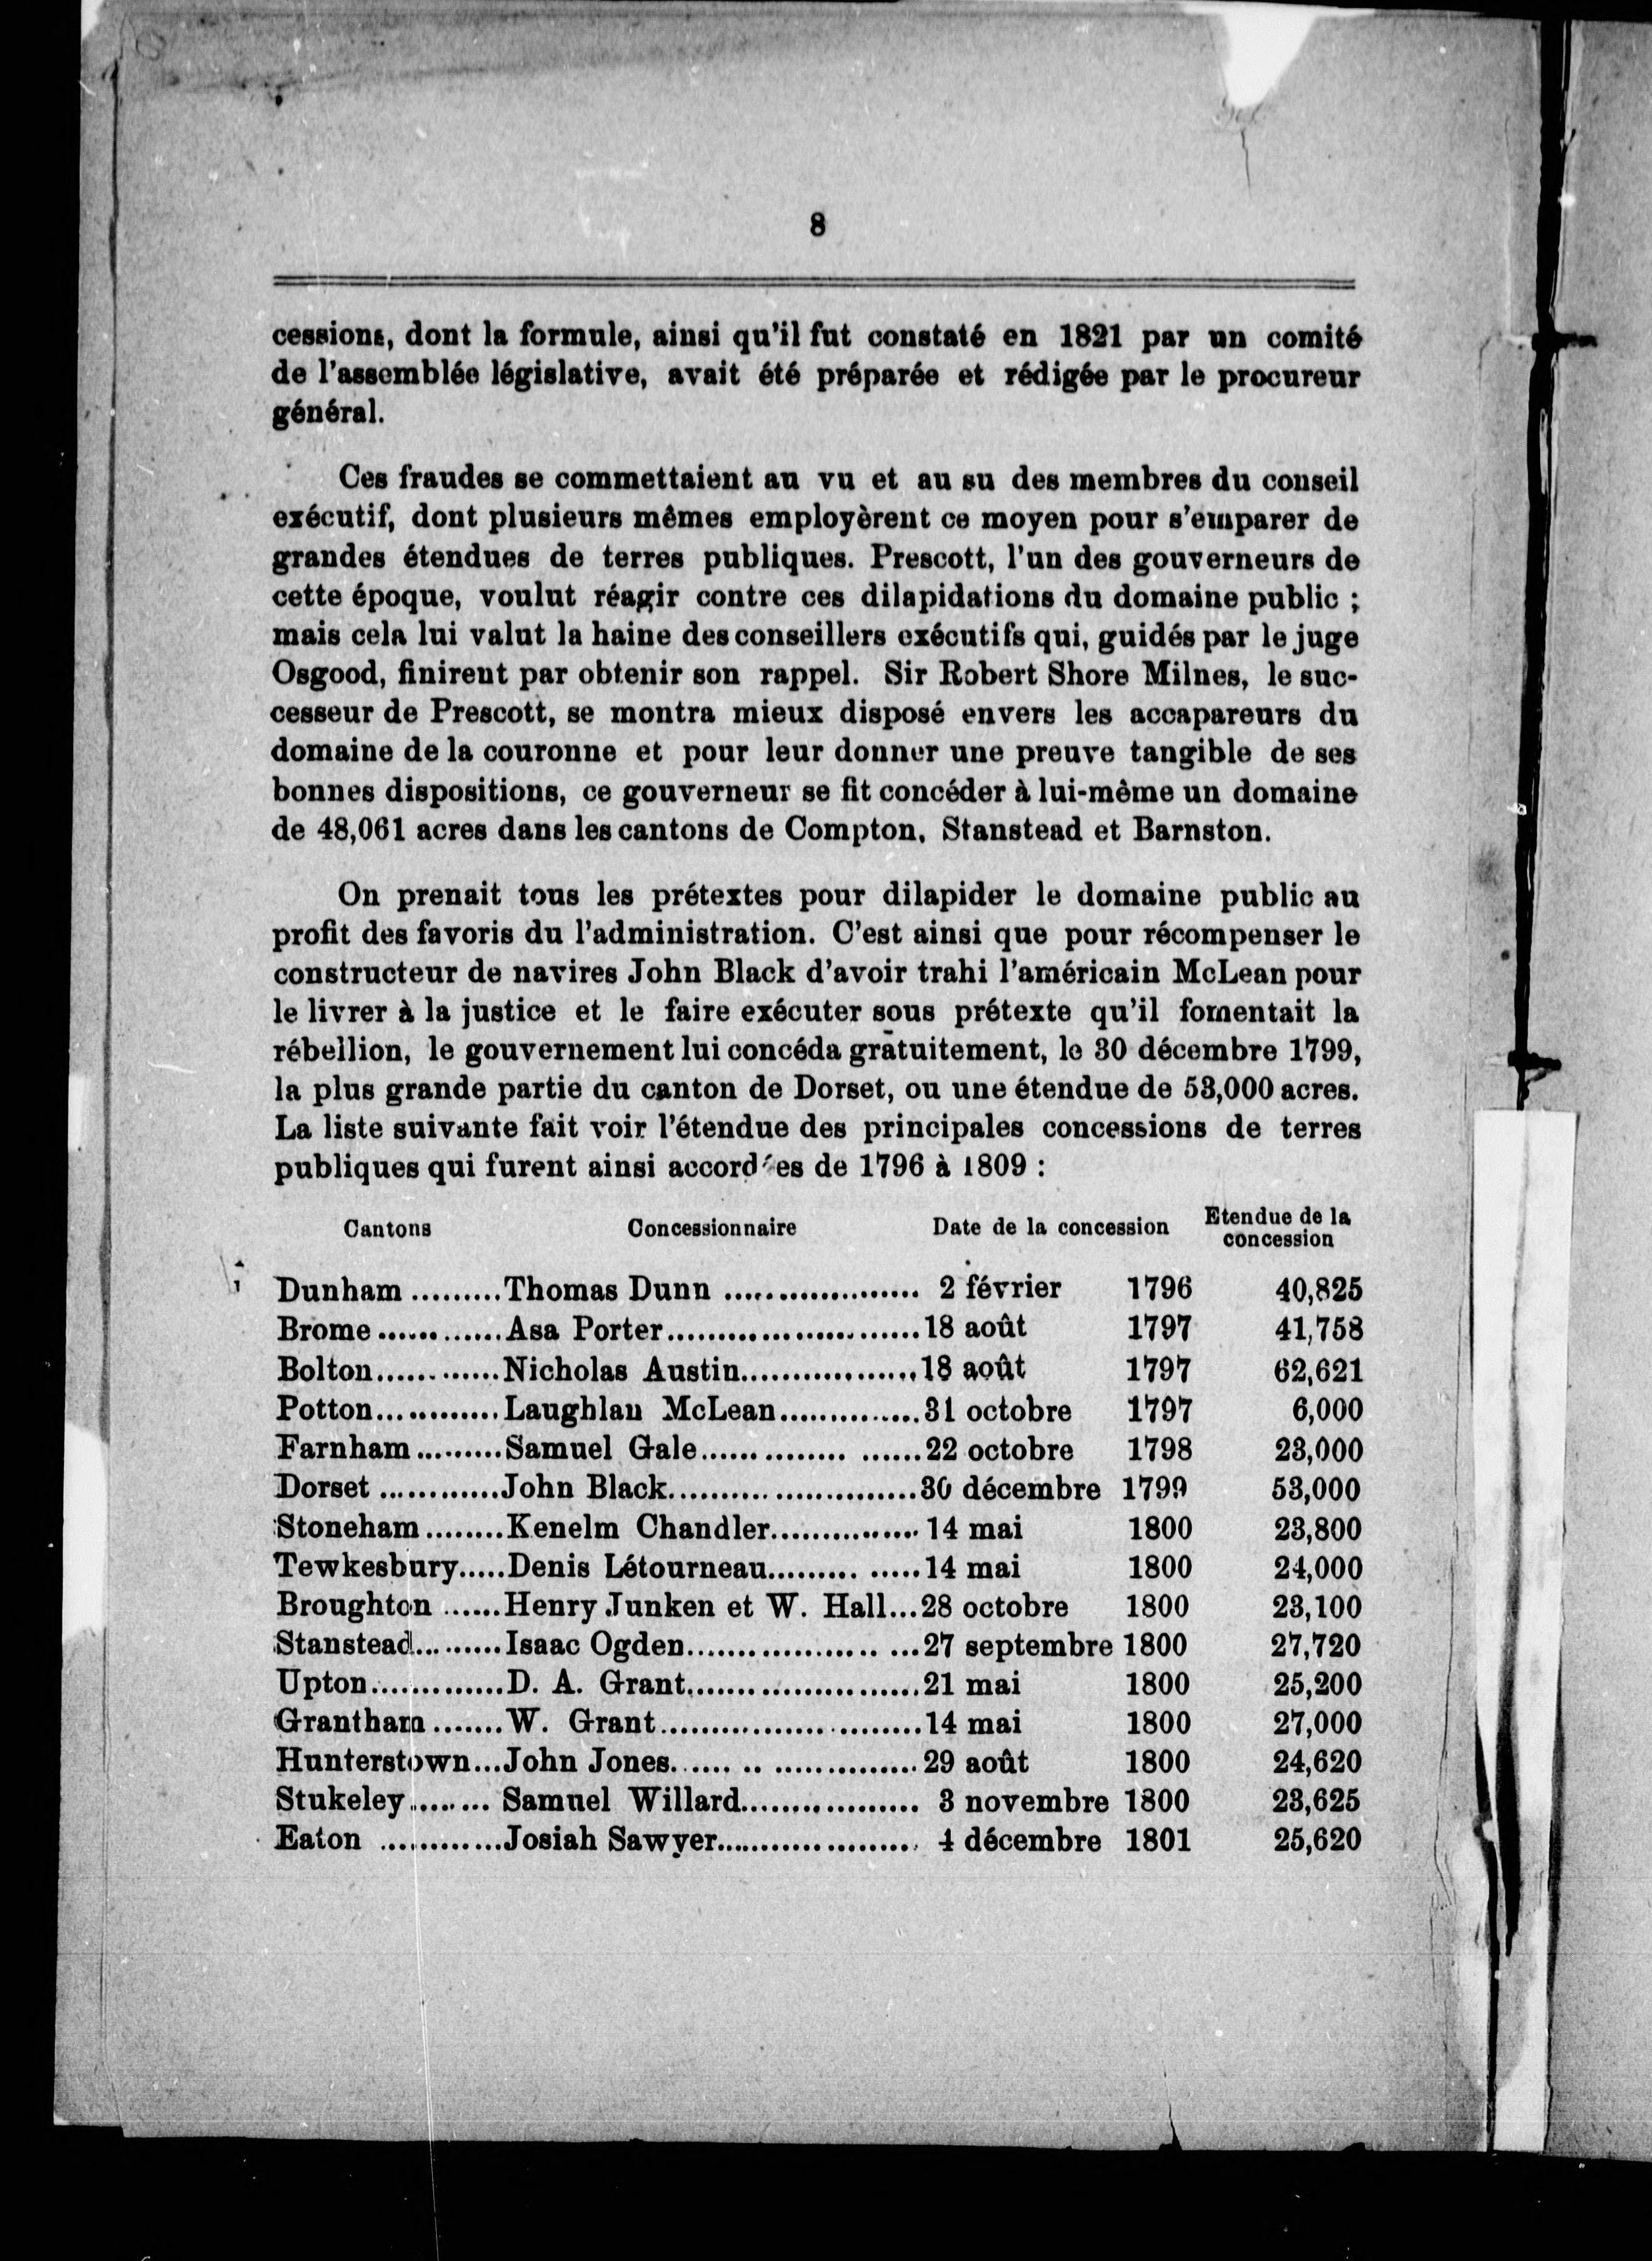 8
cessions, dont la formule, ainsi qu'il fut constaté en 1821 par un comité
de l'assemblée législative, avait été préparée et rédigée par le procureur
général.
Ces fraudes se commettaient au vu et au su des membres du conseil
exécutif, dont plusieurs mêmes employèrent ce moyen pour s'emparer de
grandes étendues de terres publiques. Prescott, l'un des gouverneurs de
cette époque, voulut réagir contre ces dilapidations du domaine public ;
mais cela lui valut la haine des conseillers exécutifs qui, guidés par le juge
Osgood, finirent par obtenir son rappel. Sir Robert Shore Milnes, le suc-
cesseur de Prescott, se montra mieux disposé envers les accapareurs du
domaine de la couronne et pour leur donner une preuve tangible de ses
bonnes dispositions, ce gouverneur se fit concéder à lui-même un domaine
de 48,061 acres dans les cantons de Compton, Stanstead et Barnston.
On prenait tous les prétextes pour dilapider le domaine public au
profit des favoris du l'administration. C'est ainsi que pour récompenser le
constructeur de navires John Black d'avoir trahi l'américain McLean pour
le livrer à la justice et le faire exécuter sous prétexte qu'il fomentait la
rébellion, le gouvernement lui concéda gratuitement, le 30 décembre 1799,
la plus grande partie du canton de Dorset, ou une étendue de 53,000 acres.
La liste suivante fait voir l'étendue des principales concessions de terres
publiques qui furent ainsi accordées de 1796 à 1809 :
Cantons Concessionnaire Date de la concession Etendue de la concession
Dunham.........Thomas Dunn.................... 2 février 1796 40,825
Brome............Asa Porter.........................18 août 1797 41,758
Bolton............Nicholas Austin.................18 août 1797 62,621
Potton............Laughlan McLean..............31 octobre 1797 6,000
Farnham.........Samuel Gale.....................22 octobre 1798 23,000
Dorset............John Black.........................30 décembre 1799 53,000
Stoneham........Kenelm Chandler...............14 mai 1800 23,800
Tewkesbury.....Denis Létourneau...............14 mai 1800 24,000
Broughton......Henry Junken et W. Hall...28 octobre 1800 23,100
Stanstead.........Isaac Ogden.......................27 septembre 1800 27,720
Upton.............D. A. Grant.......................21 mai 1800 25,200
Grantham.......W. Grant..........................14 mai 1800 27,000
Hunterstown...John Jones........................29 août 1800 24,620
Stukeley........Samuel Willard.................. 3 novembre 1800 23,625
Eaton............Josiah Sawyer.................... 4 décembre 1801 25,620